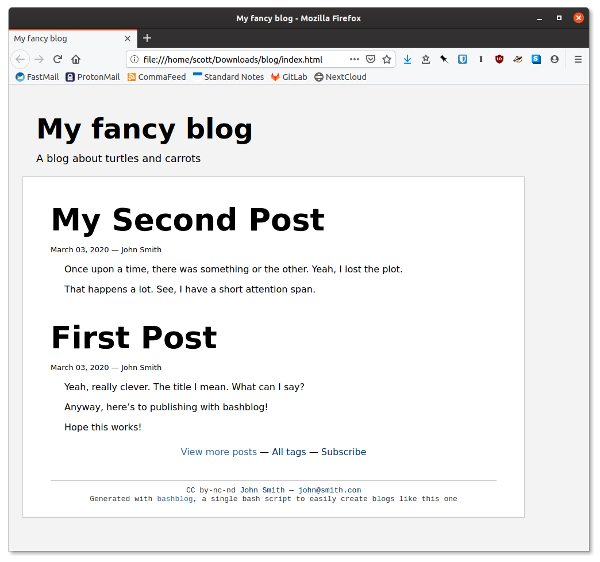 My fancy blog - Mozilla Firefox
My fancy blog
file:///home/scott/Downloads/blog/index.html
FastMail ProtonMail CommaFeed Standard Notes GitLab NextCloud
My fancy blog
A blog about turtles and carrots
My Second Post
March 03, 2020 — John Smith
Once upon a time, there was something or the other. Yeah, I lost the plot.
That happens a lot. See, I have a short attention span.
First Post
March 03, 2020 — John Smith
Yeah, really clever. The title I mean. What can I say?
Anyway, here’s to publishing with bashblog!
Hope this works!
View more posts — All tags — Subscribe
CC by-nc-nd John Smith — john@smith.com
Generated with bashblog, a single bash script to easily create blogs like this one